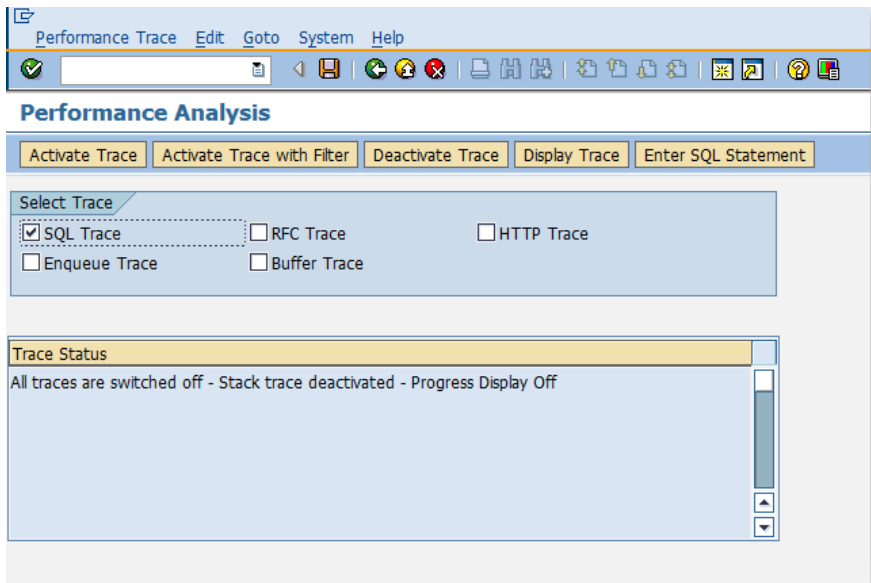 Performance Trace Edit Goto System Help
Performance Analysis
Activate Trace Activate Trace with Filter Deactivate Trace Display Trace Enter SQL Statement
Select Trace
SQL Trace RFC Trace HTTP Trace
Enqueue Trace Buffer Trace
Trace Status
All traces are switched off - Stack trace deactivated - Progress Display Off